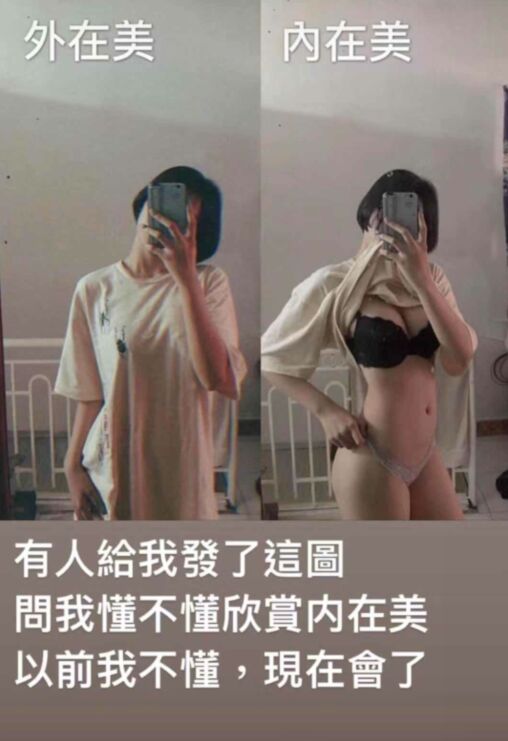 外在美
內在美
有人給我發了這圖
問我懂不懂欣賞内在美
以前我不懂，現在會了